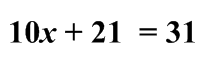 10x + 21 = 31